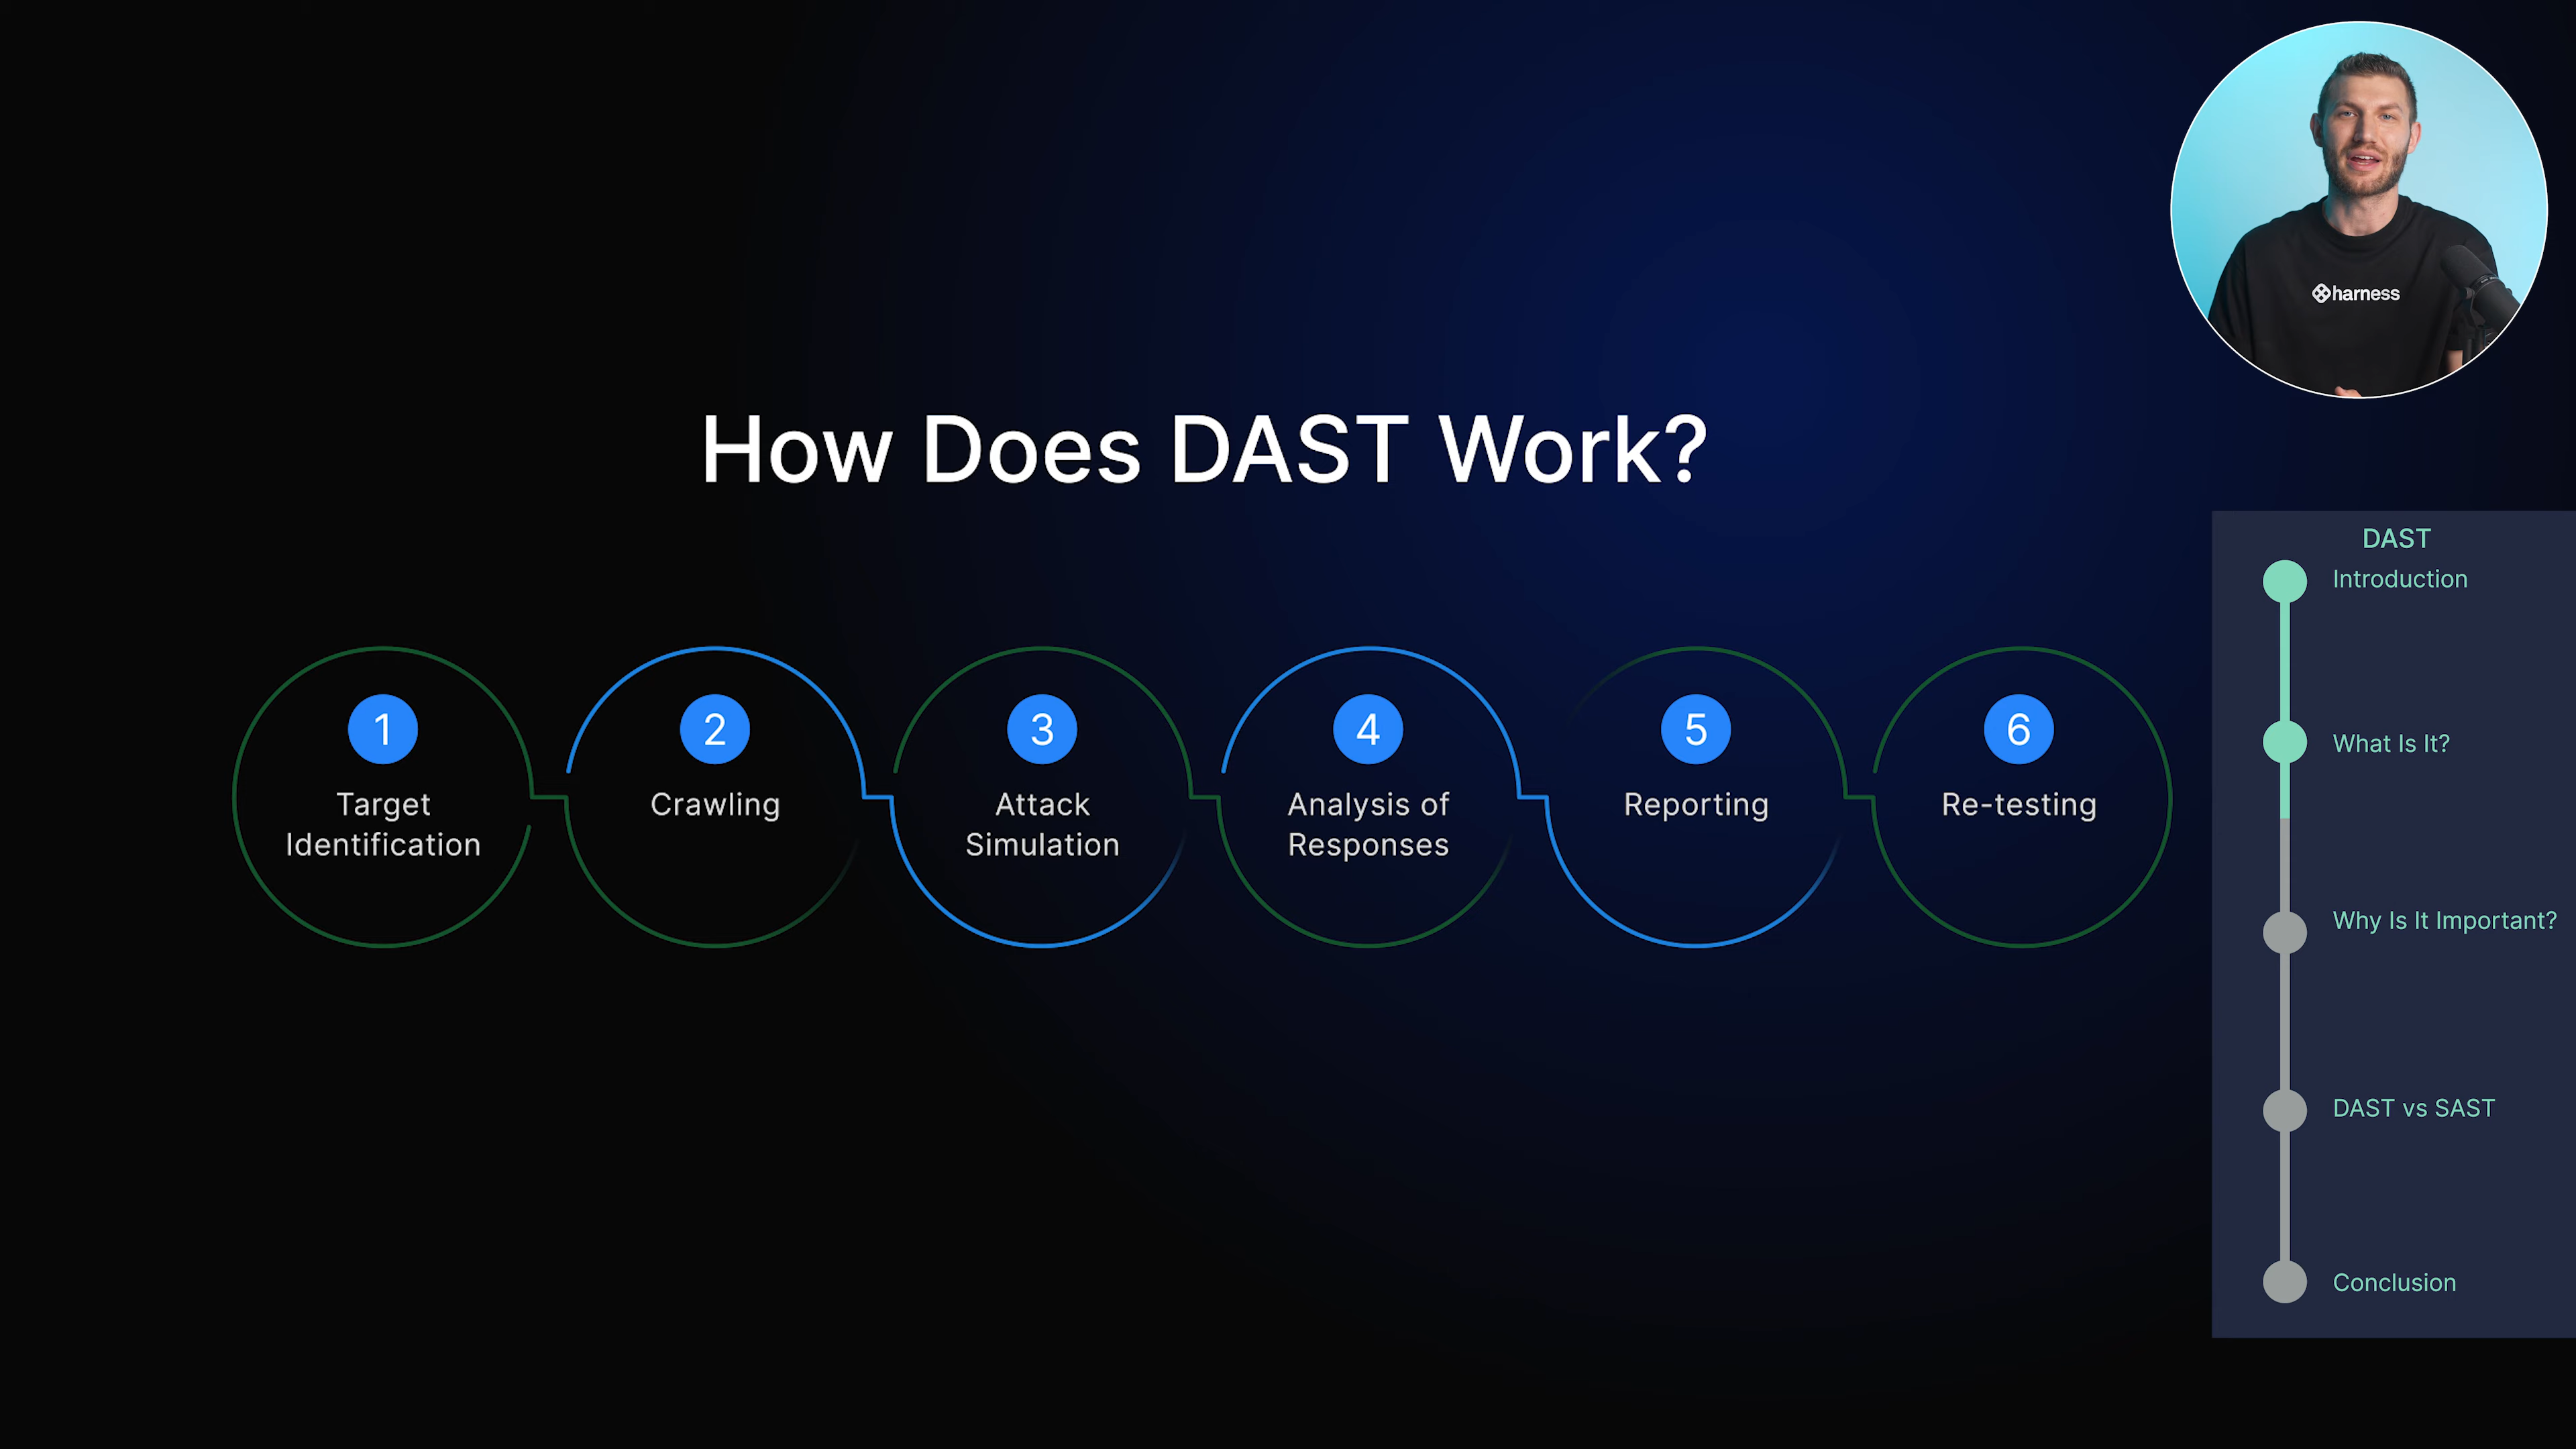 harness
How Does DAST Work?
1
Target
Identification
2
Crawling
3
Attack
Simulation
4
Analysis of
Responses
5
Reporting
6
Re-testing
DAST
Introduction
What Is It?
Why Is It Important?
DAST vs SAST
Conclusion